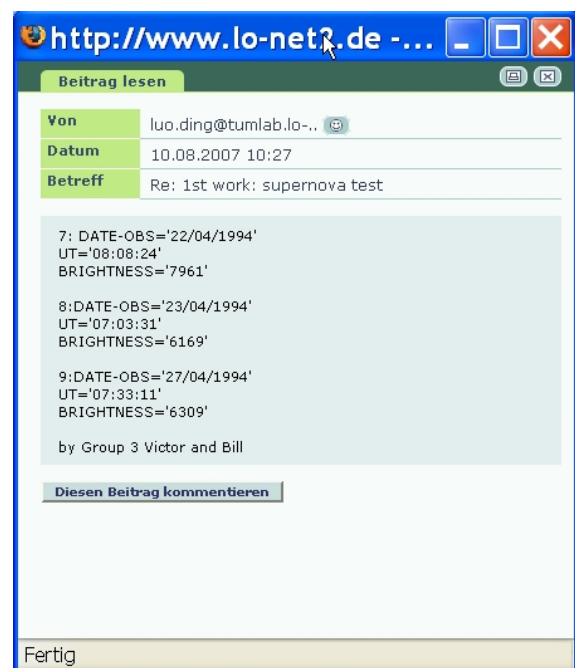 http://www.lo-net2.de -...
Beitrag lesen
Von luo.ding@tumlab.lo-..
Datum 10.08.2007 10:27
Betreff Re: 1st work: supernova test
7: DATE-OBS='22/04/1994'
UT='08:08:24'
BRIGHTNESS='7961'
8:DATE-OBS='23/04/1994'
UT='07:03:31'
BRIGHTNESS='6169'
9:DATE-OBS='27/04/1994'
UT='07:33:11'
BRIGHTNESS='6309'
by Group 3 Victor and Bill
Diesen Beitrag kommentieren
Fertig